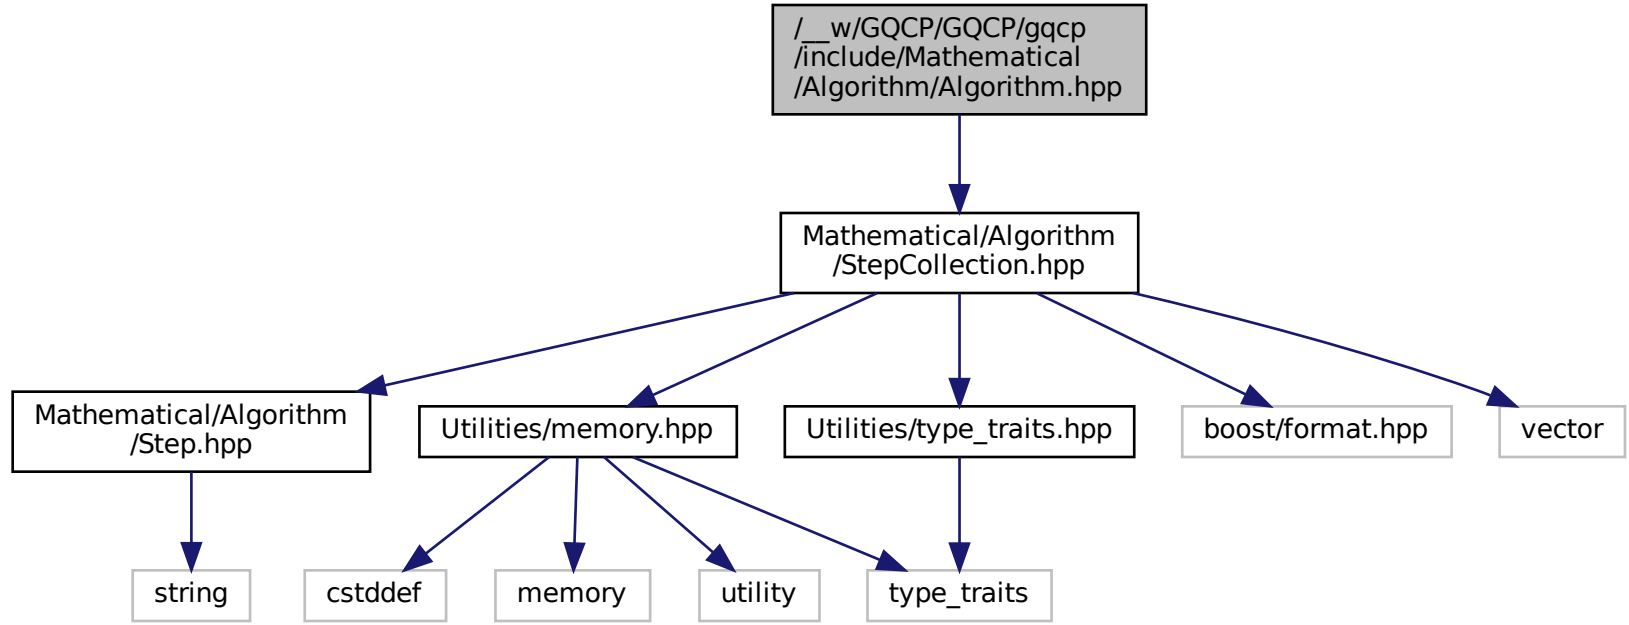 /__w/GQCP/GQCP/gqcp
/include/Mathematical
/Algorithm/Algorithm.hpp
Mathematical/Algorithm
/StepCollection.hpp
Mathematical/Algorithm
/Step.hpp
Utilities/memory.hpp
Utilities/type_traits.hpp
boost/format.hpp
vector
string
cstddef
memory
utility
type_traits